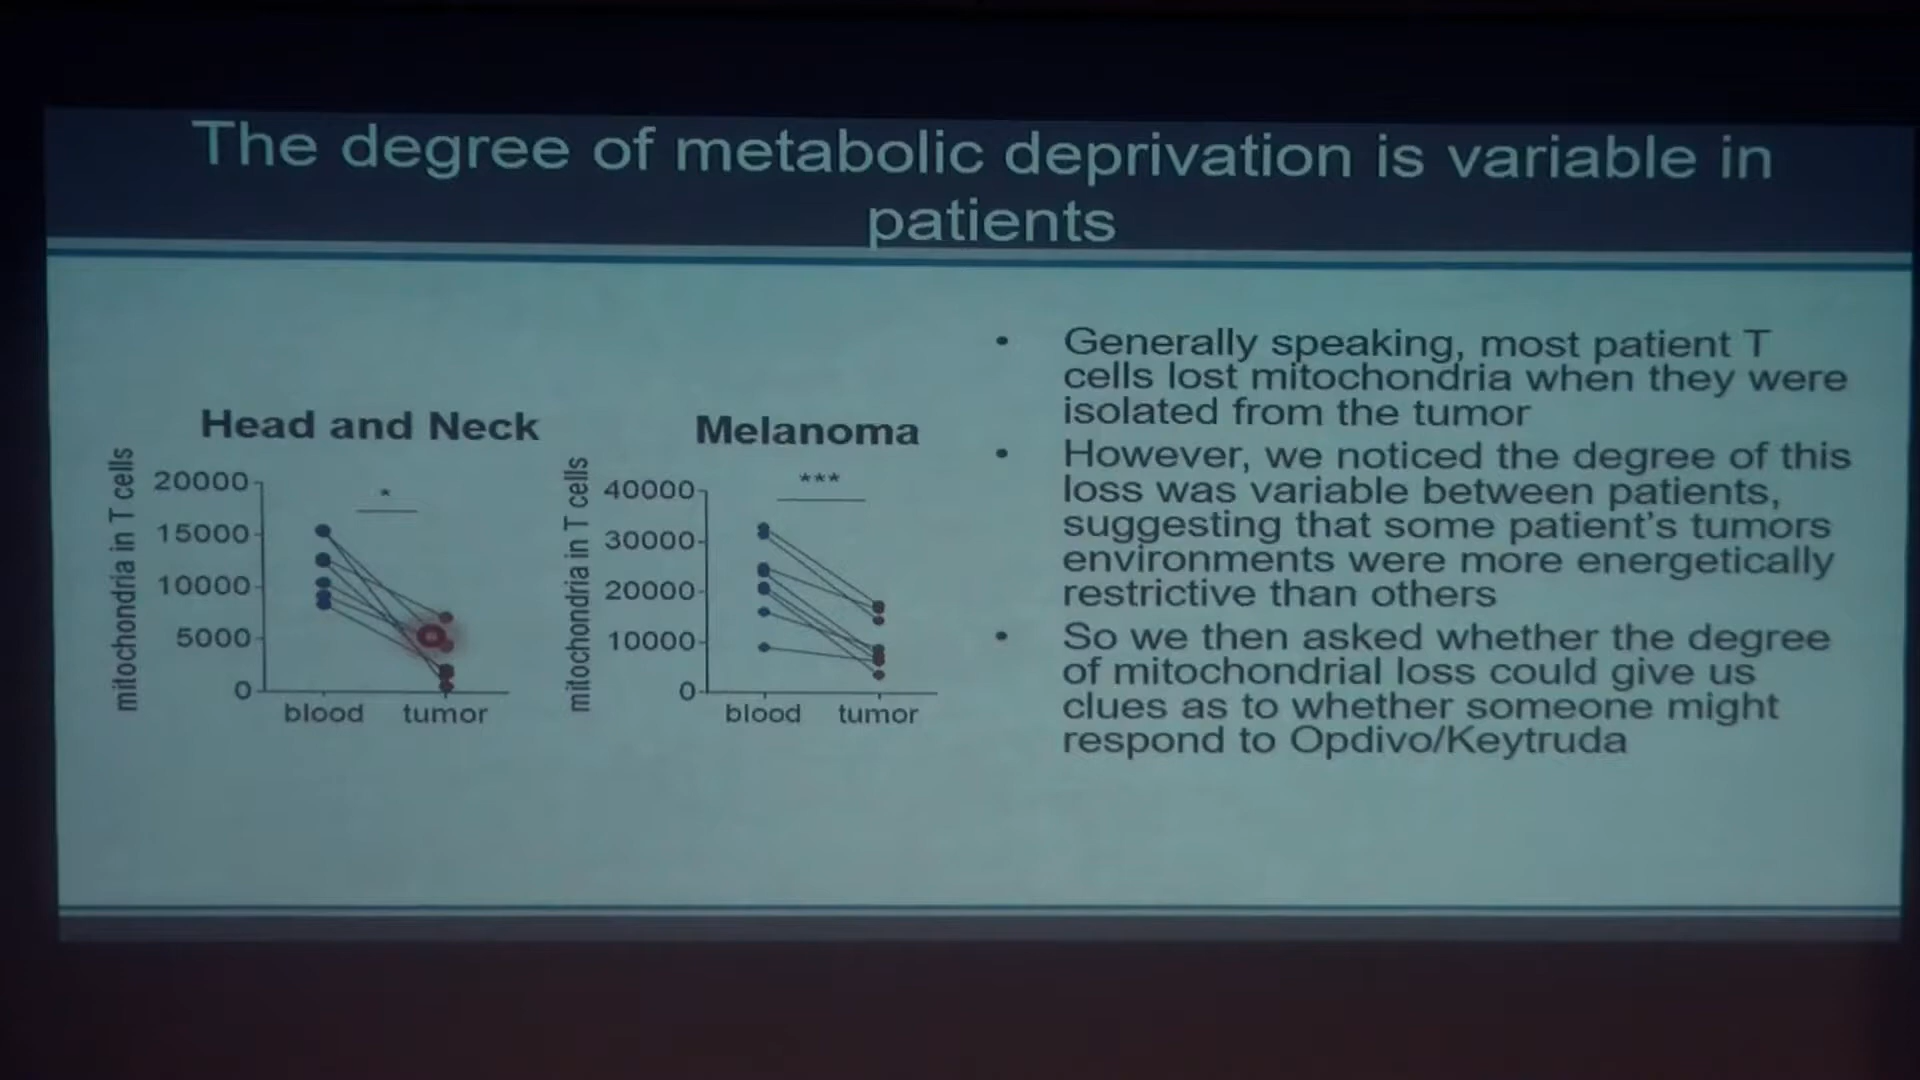 The degree of metabolic deprivation is variable in
patients
Head and Neck
mitochondria in T cells
20000
*
15000
10000
5000
0
blood tumor
Melanoma
mitochondria in T cells
40000
***
30000
20000
10000
0
blood tumor
• Generally speaking, most patient T
cells lost mitochondria when they were
isolated from the tumor
• However, we noticed the degree of this
loss was variable between patients,
suggesting that some patient's tumors
environments were more energetically
restrictive than others
• So we then asked whether the degree
of mitochondrial loss could give us
clues as to whether someone might
respond to Opdivo/Keytruda